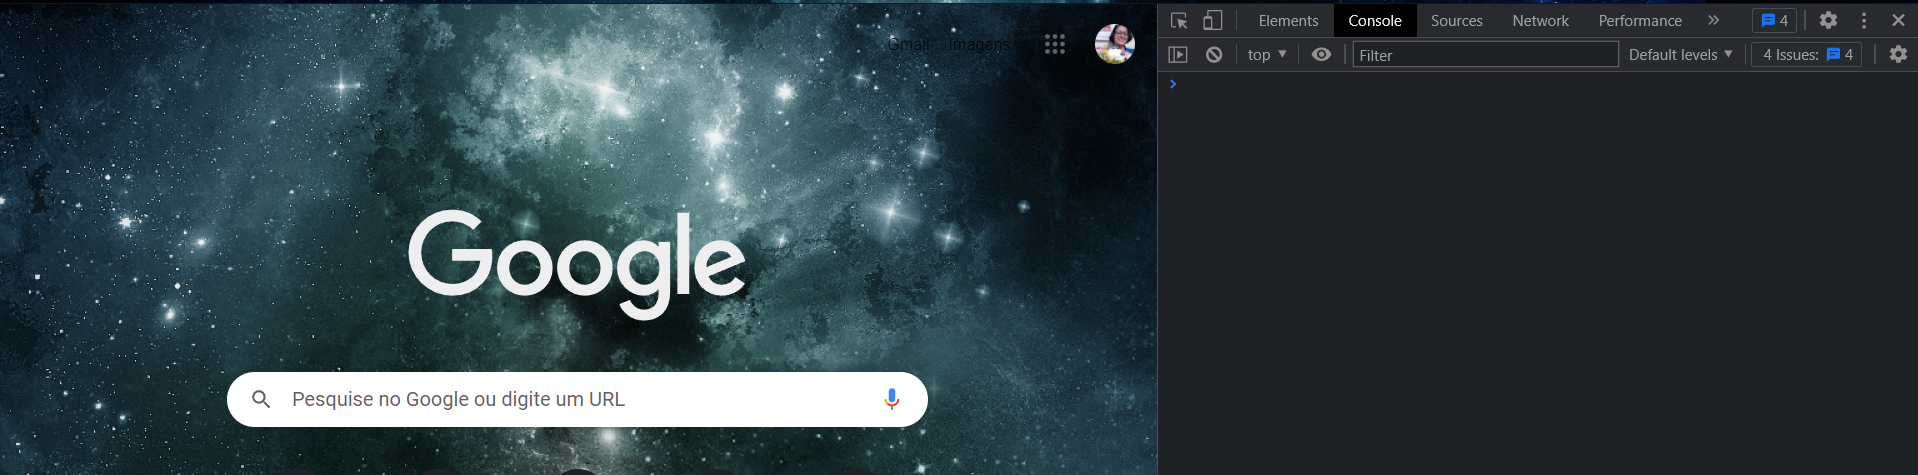 Gmail Imagens
Google
Pesquise no Google ou digite um URL
Elements Console Sources Network Performance » 4
top ▼ Filter Default levels ▼ 4 Issues: 4